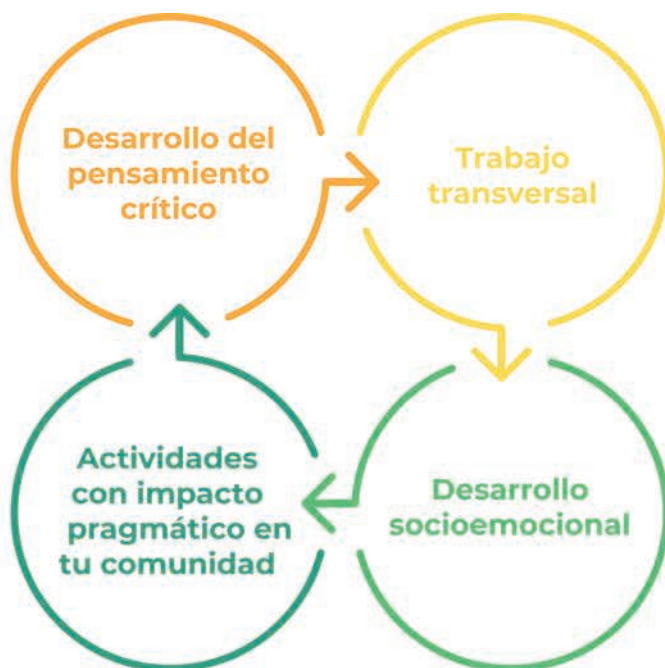 Desarrollo del
pensamiento
crítico
Trabajo
transversal
Desarrollo
socioemocional
Actividades
con impacto
pragmático en
tu comunidad